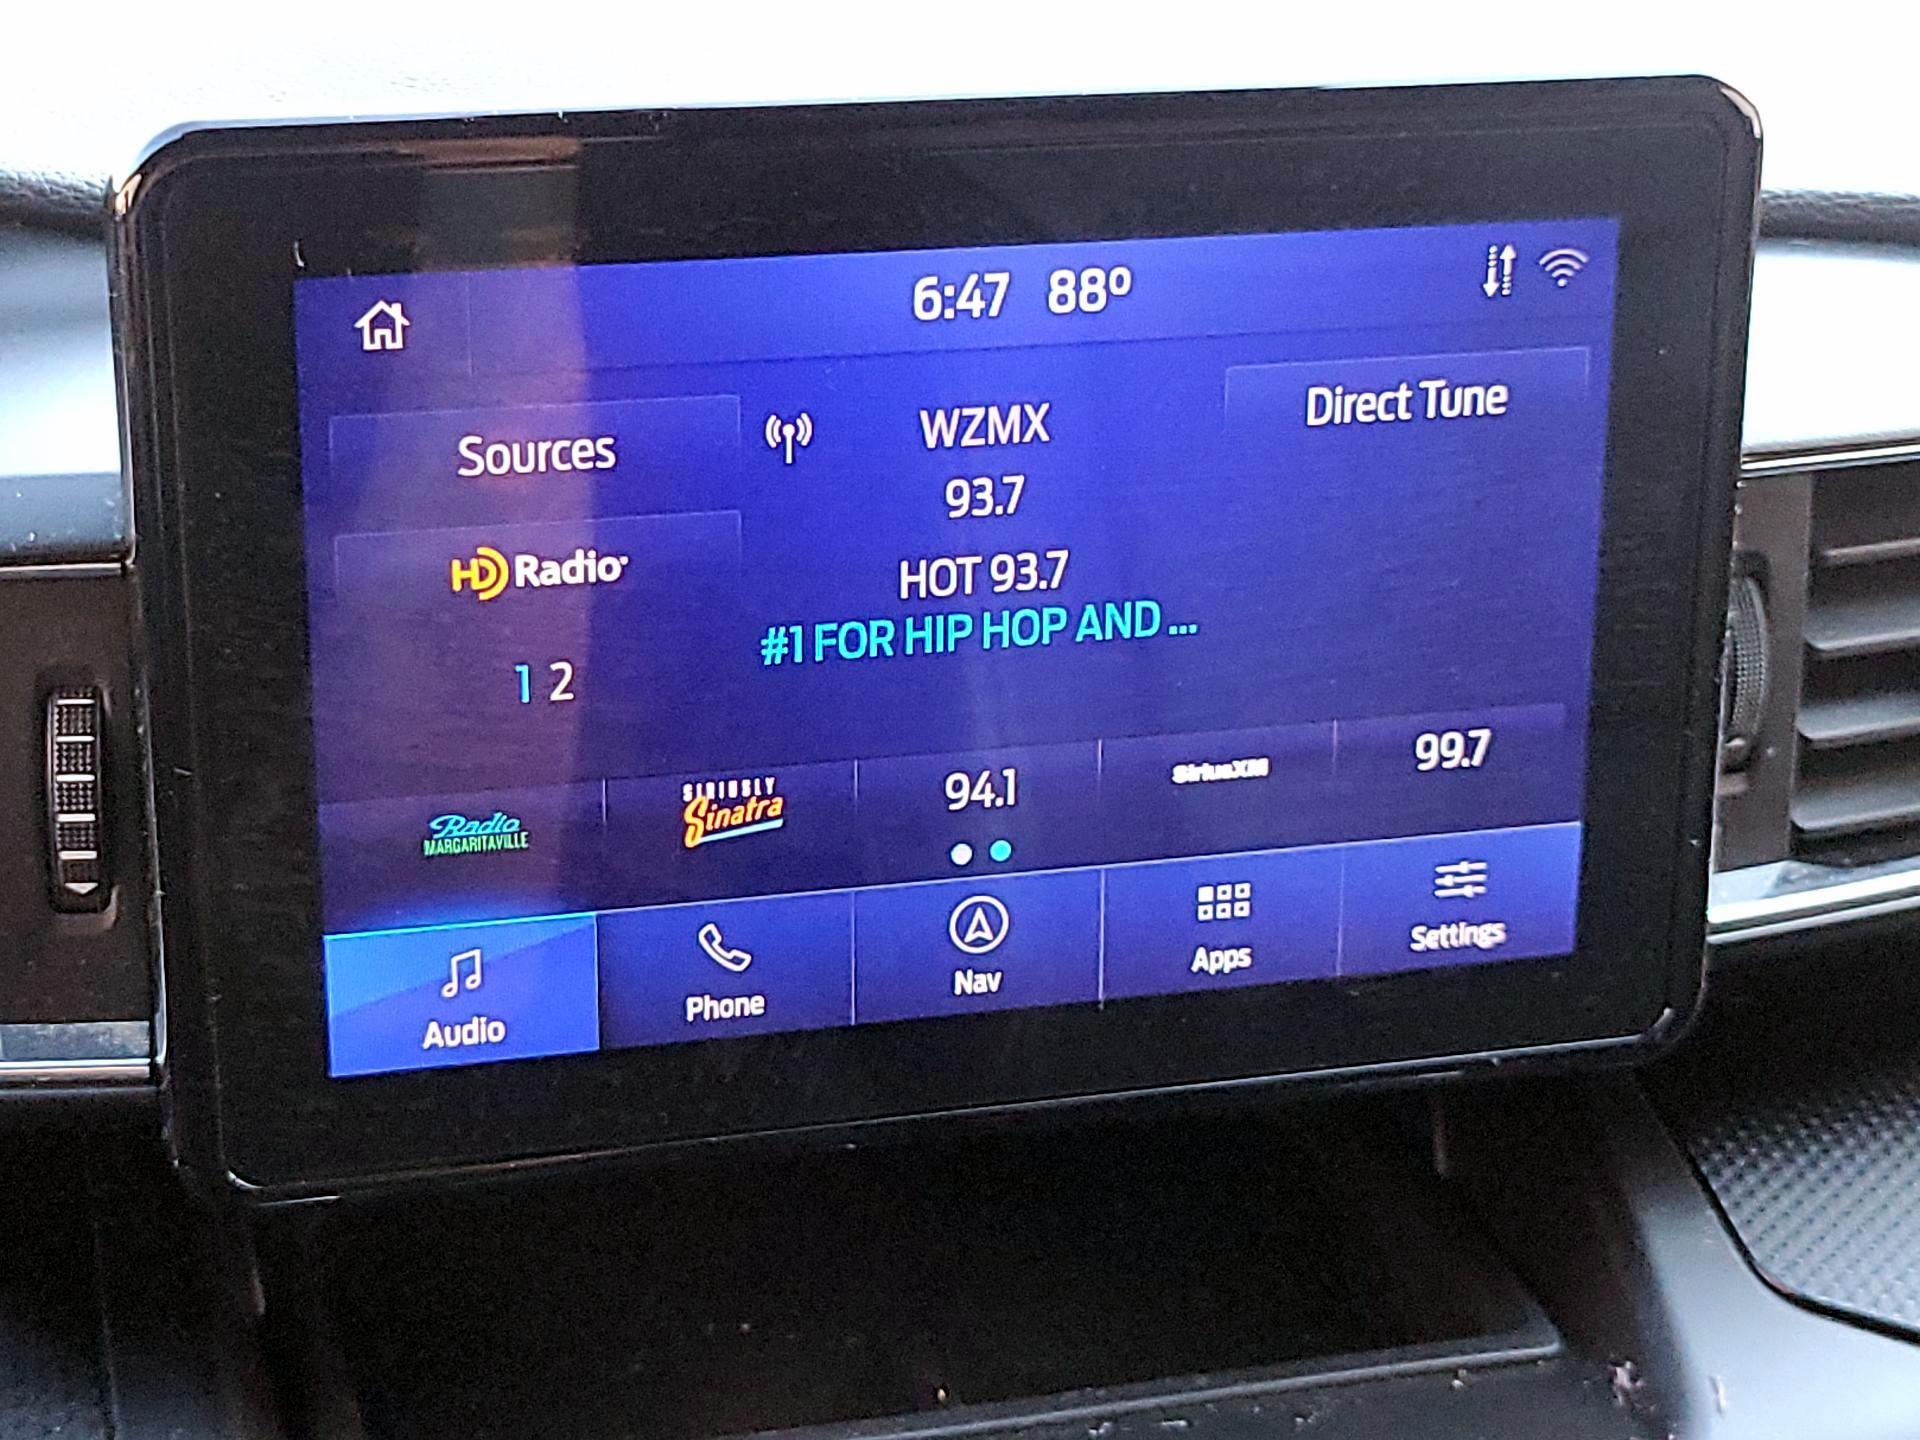 6:47 88°
Sources
WZMX
Direct Tune
93.7
HD Radio
HOT 93.7
#1 FOR HIP HOP AND ...
1 2
Radio
MARGARITAVILLE
SIRIUSLY
Sinatra
94.1
SiriusXM
99.7
Audio
Phone
Nav
Apps
Settings